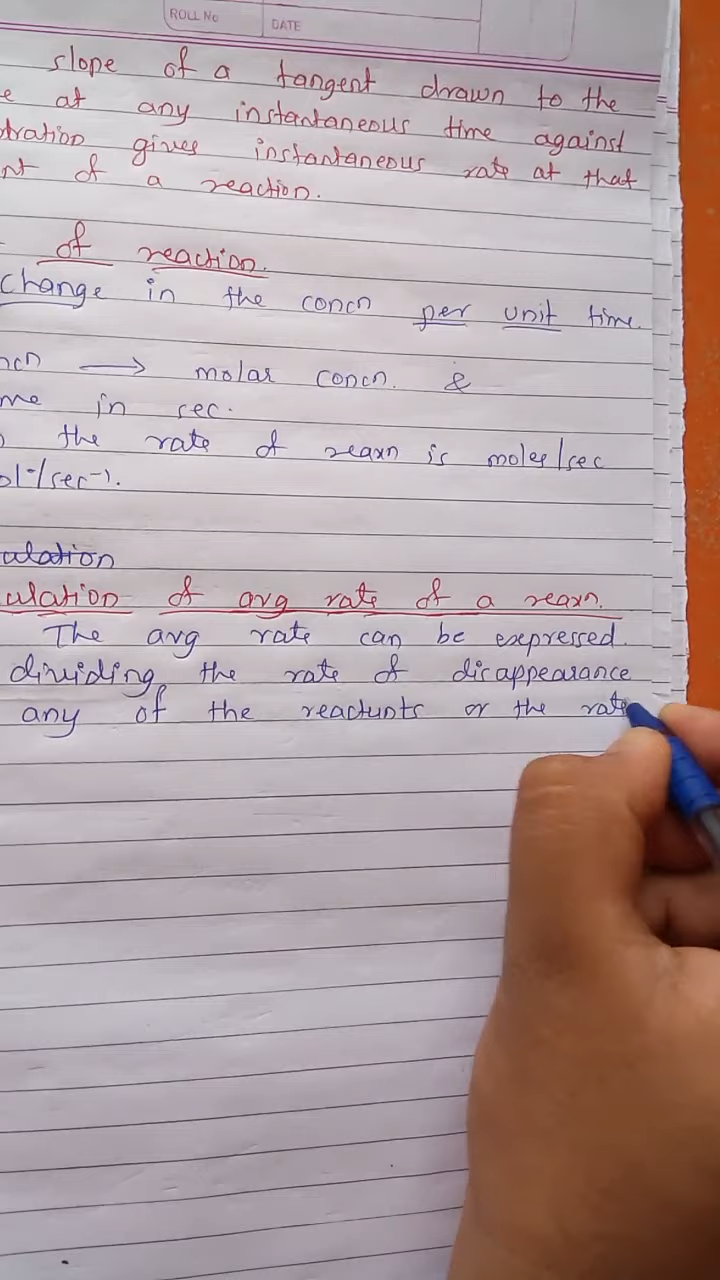 ROLL No
DATE
slope of a tangent drawn to the
e at any instantaneous time against
tration gives instantaneous rate at that
nt of a reaction.
of reaction.
change in the concn per unit time.
ncn → molar concn. &
me in sec.
the rate of reaxn is moles/sec
ol⁻/sec⁻¹.
ulation
ulation of avg rate of a reaxn.
The avg rate can be expressed
dividing the rate of disappearance
any of the reactunts or the rate